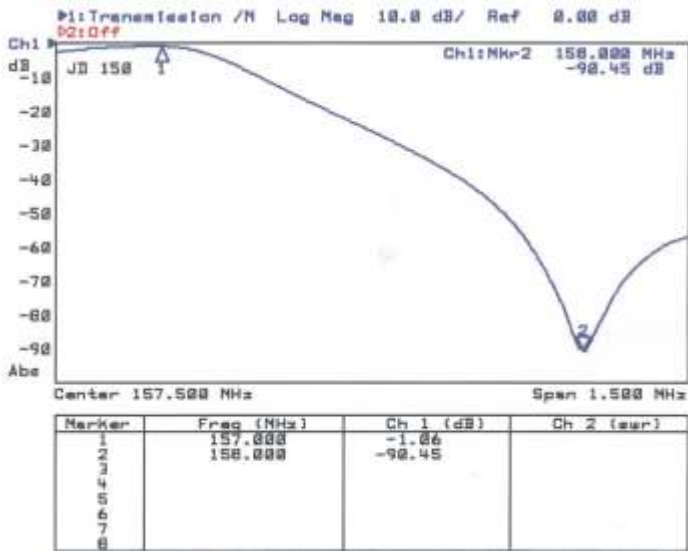 1:Transmission /M Log Mag 10.0 dB/ Ref 0.00 dB
2:Off
Ch1
dB
Ch1:Mkr2 158.000 MHz
-90.45 dB
JD 150
1
-10
-20
-30
-40
-50
-60
-70
-80
-90
2
Abs
Center 157.500 MHz
Span 1.500 MHz
Marker Freq (MHz) Ch 1 (dB) Ch 2 (swr)
1 157.000 -1.06
2 158.000 -90.45
3
4
5
6
7
8